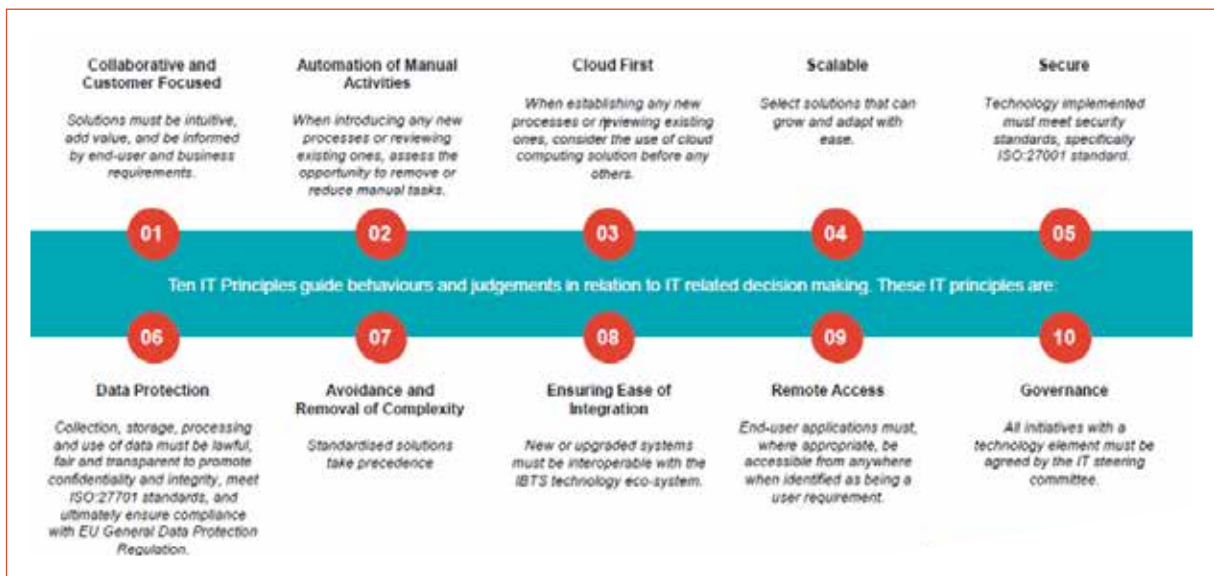 Collaborative and
Customer Focused
Solutions must be intuitive,
add value, and be informed
by end-user and business
requirements.
Automation of Manual
Activities
When introducing any new
processes or reviewing
existing ones, assess the
opportunity to remove or
reduce manual tasks.
Cloud First
When establishing any new
processes or reviewing existing
ones, consider the use of cloud
computing solution before any
others.
Scalable
Select solutions that can
grow and adapt with
ease.
Secure
Technology implemented
must meet security
standards, specifically
ISO:27001 standard.
01
02
03
04
05
Ten IT Principles guide behaviours and judgements in relation to IT related decision making. These IT principles are:
06
07
08
09
10
Data Protection
Collection, storage, processing
and use of data must be lawful,
fair and transparent to promote
confidentiality and integrity, meet
ISO:27701 standards, and
ultimately ensure compliance
with EU General Data Protection
Regulation.
Avoidance and
Removal of Complexity
Standardised solutions
take precedence
Ensuring Ease of
Integration
New or upgraded systems
must be interoperable with the
IBTS technology eco-system.
Remote Access
End-user applications must,
where appropriate, be
accessible from anywhere
when identified as being a
user requirement.
Governance
All initiatives with a
technology element must be
agreed by the IT steering
committee.